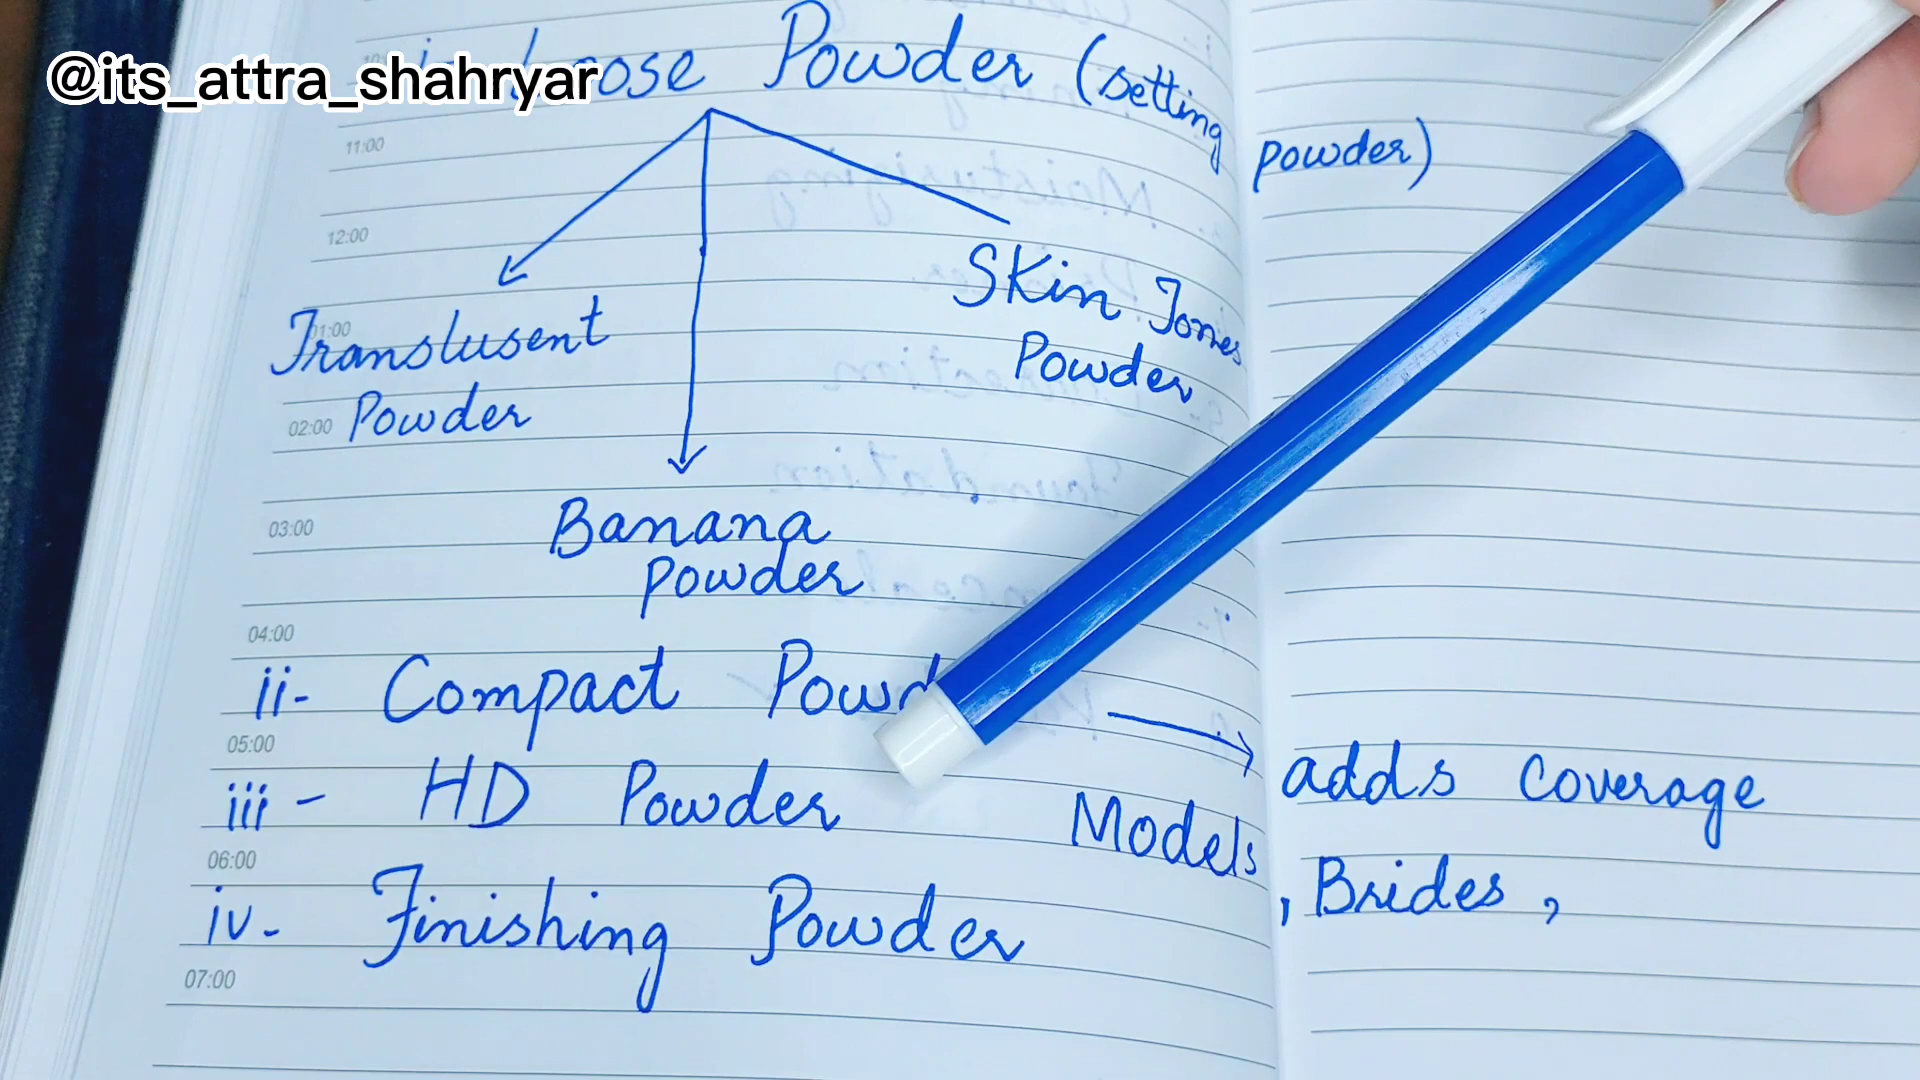 @its_attra_shahryar
i- Loose Powder (setting powder)
11:00
12:00
Skin Tones
01:00
Translusent
Powder
02:00
Powder
03:00
Banana
powder
04:00
ii- Compact Powd → adds coverage
05:00
iii - HD Powder Models, Brides,
06:00
iv- Finishing Powder
07:00